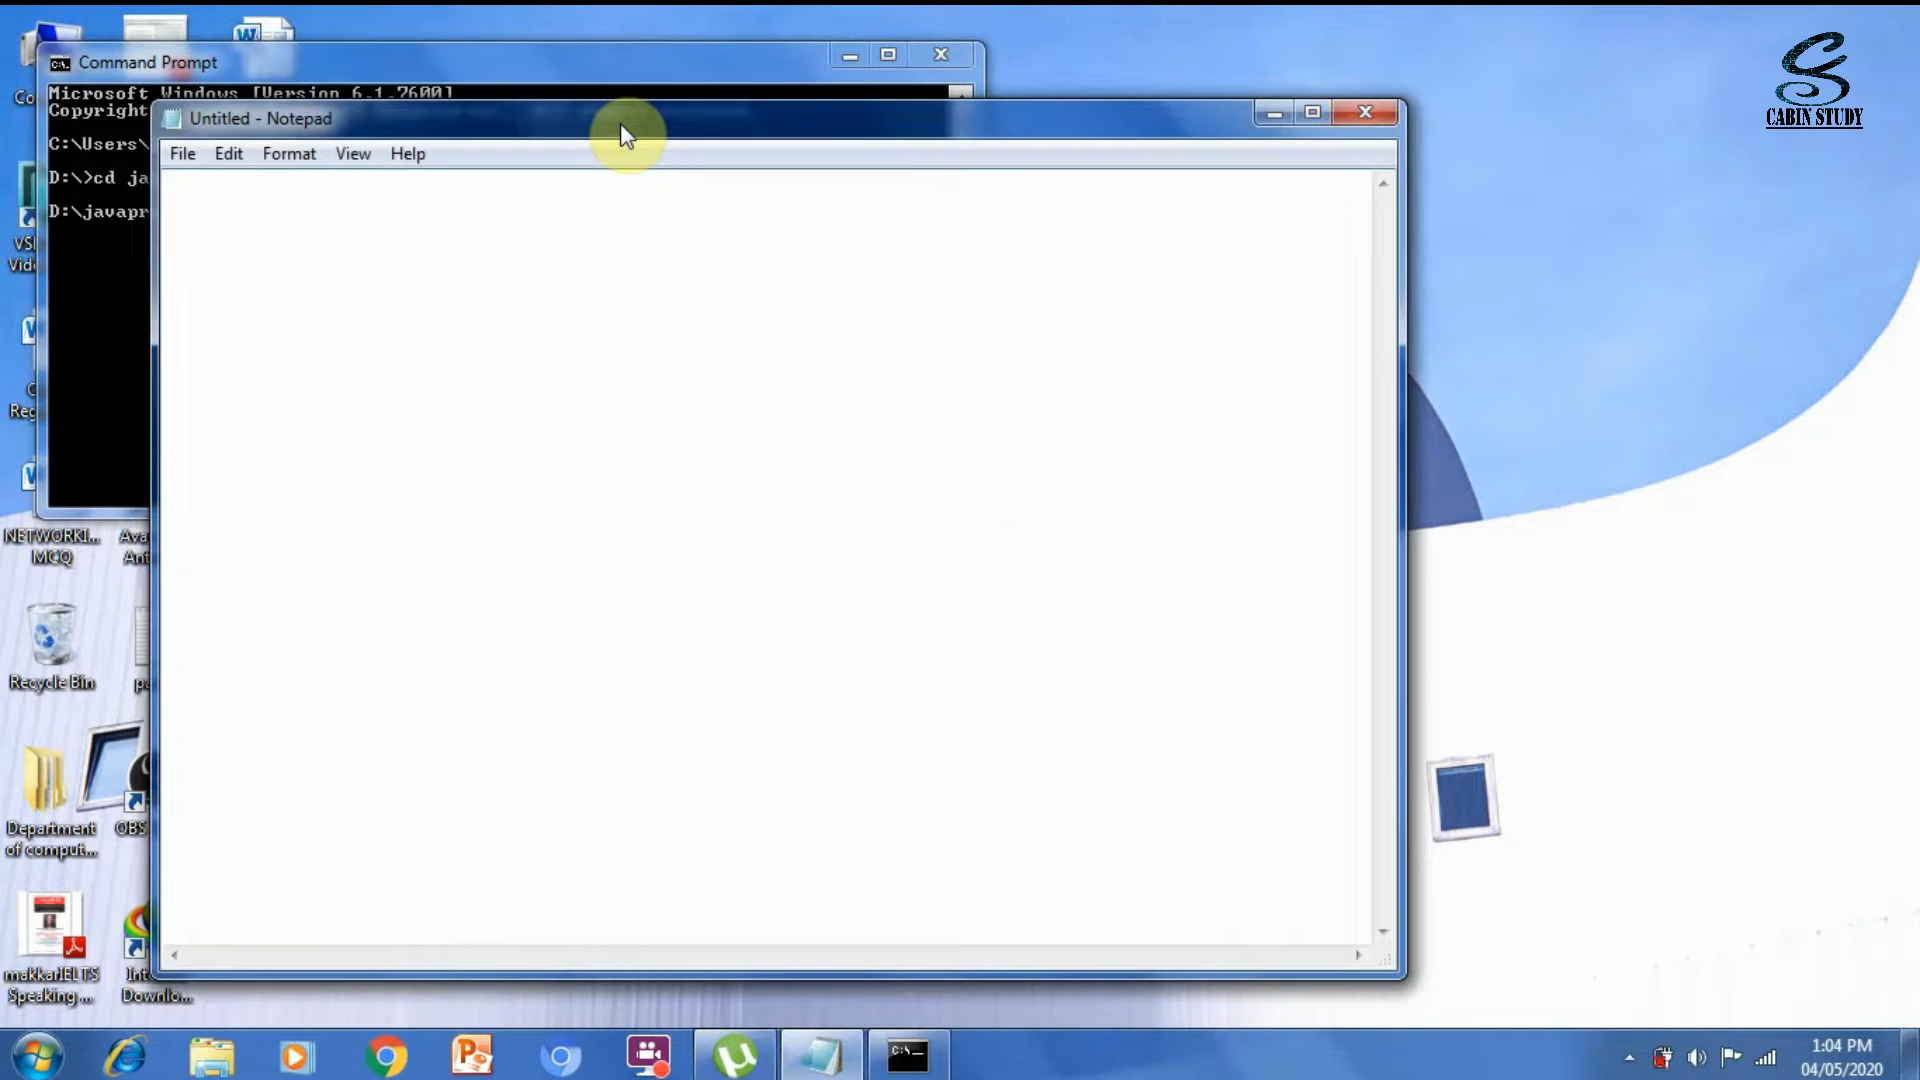 CABIN STUDY
Command Prompt
Microsoft Windows [Version 6.1.7600]
Copyright
C:\Users\
D:\>cd ja
D:\javapr
Untitled - Notepad
File Edit Format View Help
NETWORKI...
MCQ
Recycle Bin
Department
of comput...
OBS
makkarIELTS
Speaking ...
Int
Downlo...
1:04 PM
04/05/2020